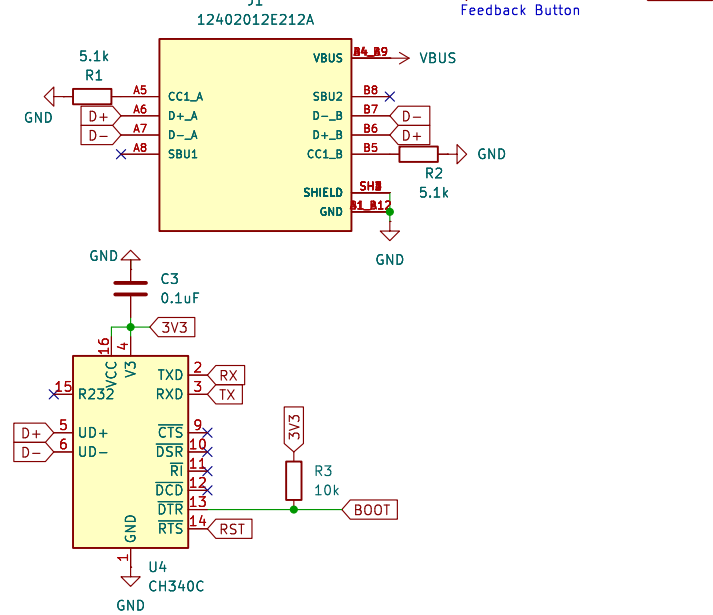 Feedback Button
J1
12402012E212A
5.1k
R1
GND
A5
CC1_A
D+
A6
D+_A
D-
A7
D-_A
A8
SBU1
VBUS
VBUS
SBU2
B8
D-_B
B7
D-
D+_B
B6
D+
CC1_B
B5
GND
R2
5.1k
SHIELD
GND
GND
GND
C3
0.1uF
3V3
16
4
VCC
V3
15
R232
TXD
2
RX
RXD
3
TX
D+
5
UD+
D-
6
UD-
CTS
9
DSR
10
RI
11
DCD
12
DTR
13
RTS
14
RST
3V3
R3
10k
BOOT
GND
1
U4
CH340C
GND